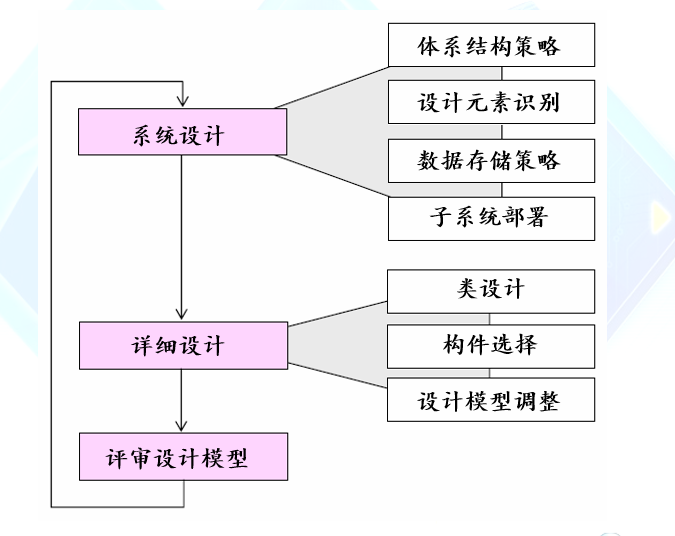 体系结构策略
设计元素识别
系统设计
数据存储策略
子系统部署
类设计
详细设计
构件选择
设计模型调整
评审设计模型